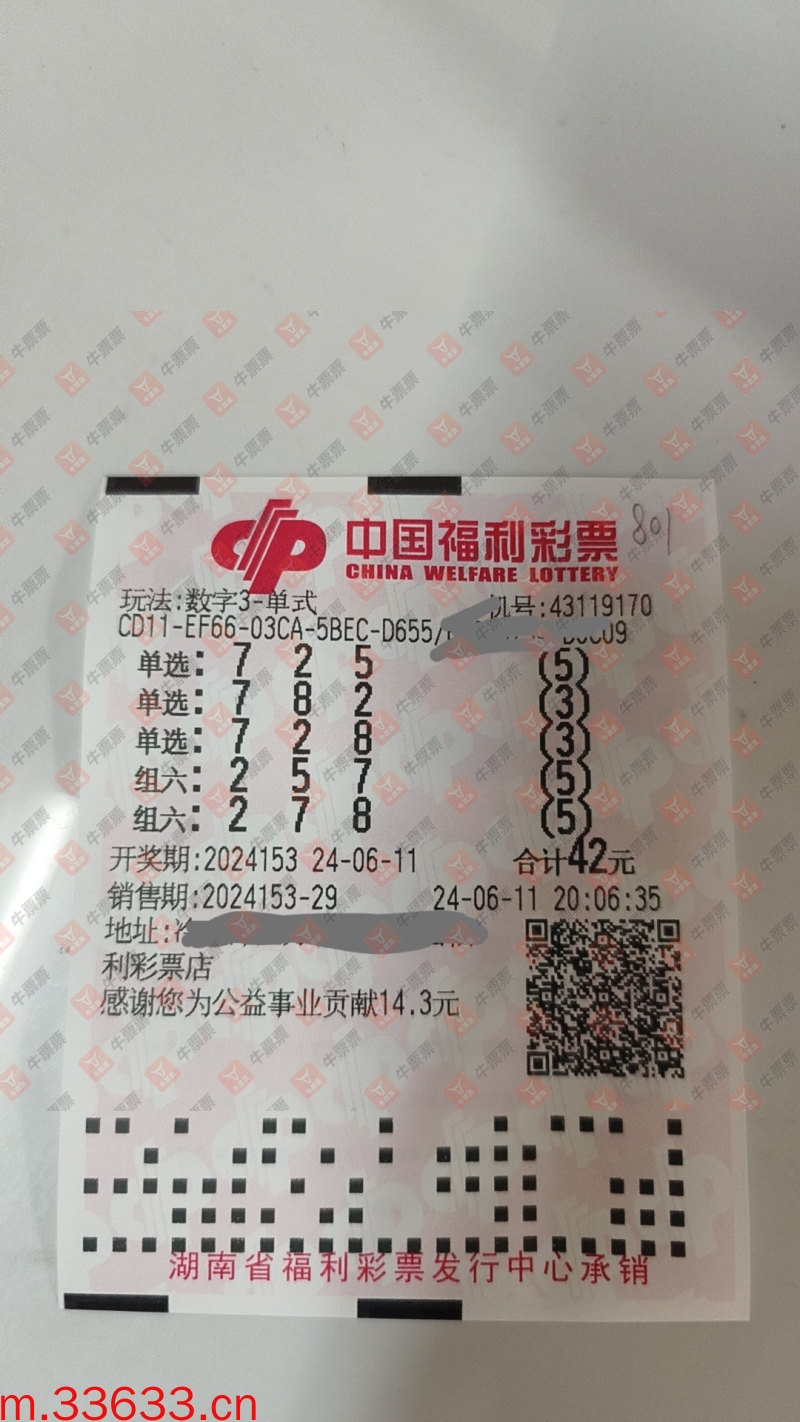 中国福利彩票
CHINA WELFARE LOTTERY
801
玩法:数字3-单式 机号:43119170
CD11-EF66-03CA-5BEC-D655/
单选: 7 2 5 (5)
单选: 7 8 2 (3)
单选: 7 2 8 (3)
组六: 2 5 7 (5)
组六: 2 7 8 (5)
开奖期:2024153 24-06-11 合计42元
销售期:2024153-29 24-06-11 20:06:35
地址:
利彩票店
感谢您为公益事业贡献14.3元
湖南省福利彩票发行中心承销
牛票票
m.33633.cn